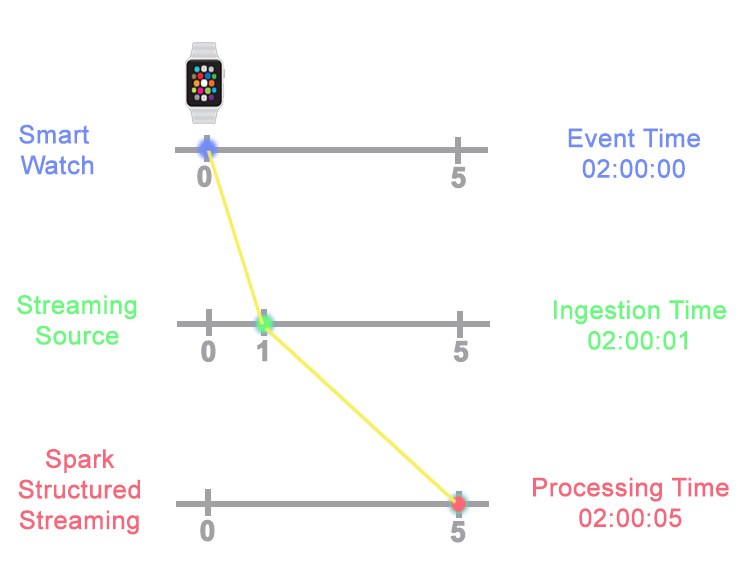 Smart
Watch
0
5
Event Time
02:00:00
Streaming
Source
0
1
5
Ingestion Time
02:00:01
Spark
Structured
Streaming
0
5
Processing Time
02:00:05